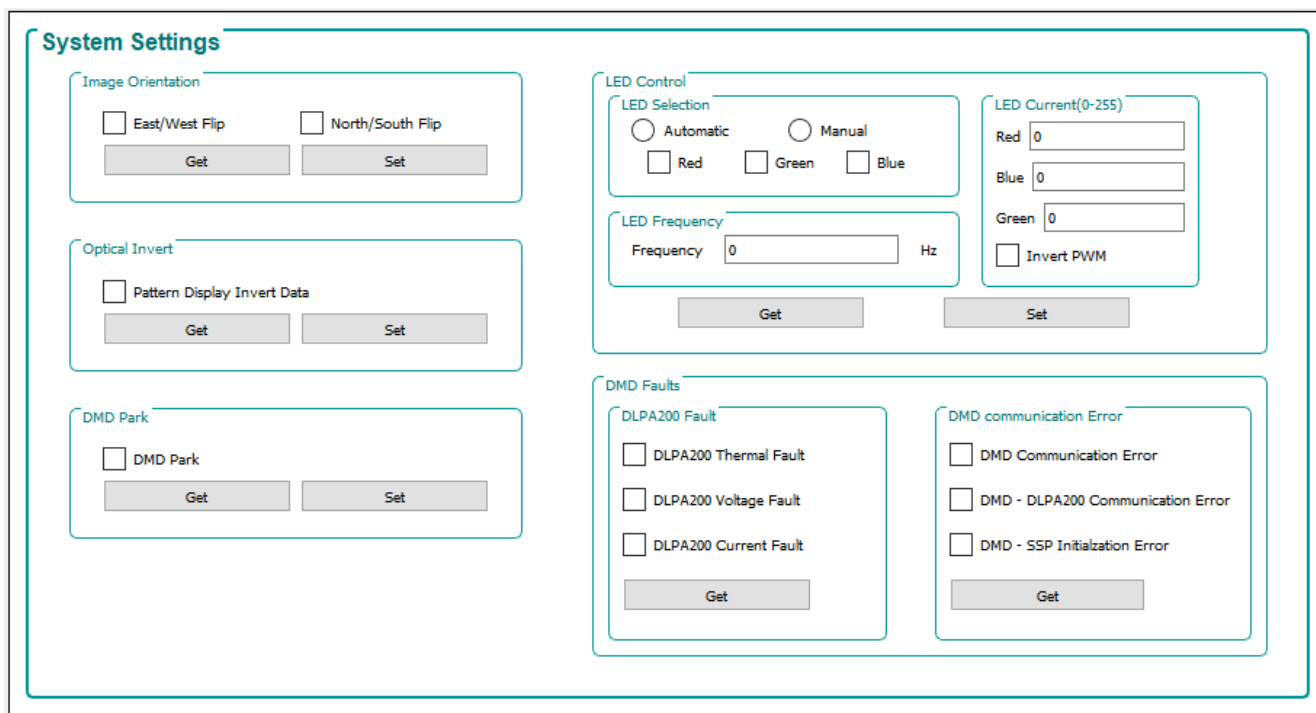 System Settings
Image Orientation
East/West Flip North/South Flip
Get Set
Optical Invert
Pattern Display Invert Data
Get Set
DMD Park
DMD Park
Get Set
LED Control
LED Selection
Automatic Manual
Red Green Blue
LED Frequency
Frequency 0 Hz
LED Current(0-255)
Red 0
Blue 0
Green 0
Invert PWM
Get Set
DMD Faults
DLPA200 Fault
DLPA200 Thermal Fault
DLPA200 Voltage Fault
DLPA200 Current Fault
Get
DMD communication Error
DMD Communication Error
DMD - DLPA200 Communication Error
DMD - SSP Initialzation Error
Get